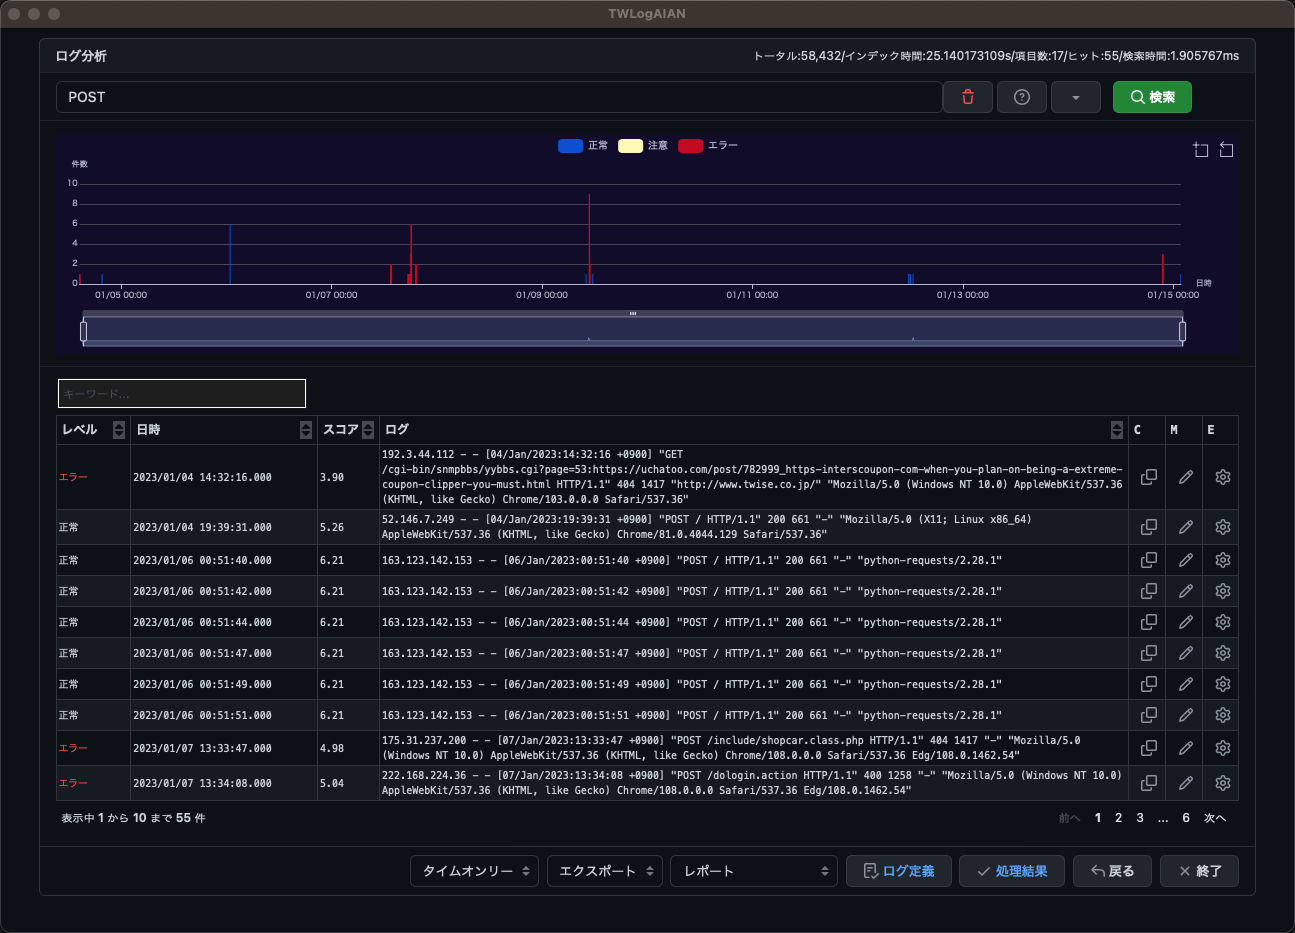 TWLogAIAN
ログ分析
トータル:58,432/インデック時間:25.140173109s/項目数:17/ヒット:55/検索時間:1.905767ms
POST
検索
正常 注意 エラー
件数
10
8
6
4
2
0
日時
01/05 00:00 01/07 00:00 01/09 00:00 01/11 00:00 01/13 00:00 01/15 00:00
キーワード...
レベル 日時 スコア ログ C M E
エラー 2023/01/04 14:32:16.000 3.90 192.3.44.112 - - [04/Jan/2023:14:32:16 +0900] "GET
/cgi-bin/snmpbbs/yybbs.cgi?page=53:https://uchatoo.com/post/782999_https-interscoupon-com-when-you-plan-on-being-a-extreme-
coupon-clipper-you-must.html HTTP/1.1" 404 1417 "http://www.twise.co.jp/" "Mozilla/5.0 (Windows NT 10.0) AppleWebKit/537.36
(KHTML, like Gecko) Chrome/103.0.0.0 Safari/537.36"
正常 2023/01/04 19:39:31.000 5.26 52.146.7.249 - - [04/Jan/2023:19:39:31 +0900] "POST / HTTP/1.1" 200 661 "-" "Mozilla/5.0 (X11; Linux x86_64)
AppleWebKit/537.36 (KHTML, like Gecko) Chrome/81.0.4044.129 Safari/537.36"
正常 2023/01/06 00:51:40.000 6.21 163.123.142.153 - - [06/Jan/2023:00:51:40 +0900] "POST / HTTP/1.1" 200 661 "-" "python-requests/2.28.1"
正常 2023/01/06 00:51:42.000 6.21 163.123.142.153 - - [06/Jan/2023:00:51:42 +0900] "POST / HTTP/1.1" 200 661 "-" "python-requests/2.28.1"
正常 2023/01/06 00:51:44.000 6.21 163.123.142.153 - - [06/Jan/2023:00:51:44 +0900] "POST / HTTP/1.1" 200 661 "-" "python-requests/2.28.1"
正常 2023/01/06 00:51:47.000 6.21 163.123.142.153 - - [06/Jan/2023:00:51:47 +0900] "POST / HTTP/1.1" 200 661 "-" "python-requests/2.28.1"
正常 2023/01/06 00:51:49.000 6.21 163.123.142.153 - - [06/Jan/2023:00:51:49 +0900] "POST / HTTP/1.1" 200 661 "-" "python-requests/2.28.1"
正常 2023/01/06 00:51:51.000 6.21 163.123.142.153 - - [06/Jan/2023:00:51:51 +0900] "POST / HTTP/1.1" 200 661 "-" "python-requests/2.28.1"
エラー 2023/01/07 13:33:47.000 4.98 175.31.237.200 - - [07/Jan/2023:13:33:47 +0900] "POST /include/shopcar.class.php HTTP/1.1" 404 1417 "-" "Mozilla/5.0
(Windows NT 10.0) AppleWebKit/537.36 (KHTML, like Gecko) Chrome/108.0.0.0 Safari/537.36 Edg/108.0.1462.54"
エラー 2023/01/07 13:34:08.000 5.04 222.168.224.36 - - [07/Jan/2023:13:34:08 +0900] "POST /dologin.action HTTP/1.1" 400 1258 "-" "Mozilla/5.0 (Windows NT 10.0)
AppleWebKit/537.36 (KHTML, like Gecko) Chrome/108.0.0.0 Safari/537.36 Edg/108.0.1462.54"
表示中 1 から 10 まで 55 件
前へ 1 2 3 ... 6 次へ
タイムオンリー エクスポート レポート ログ定義 処理結果 戻る 終了